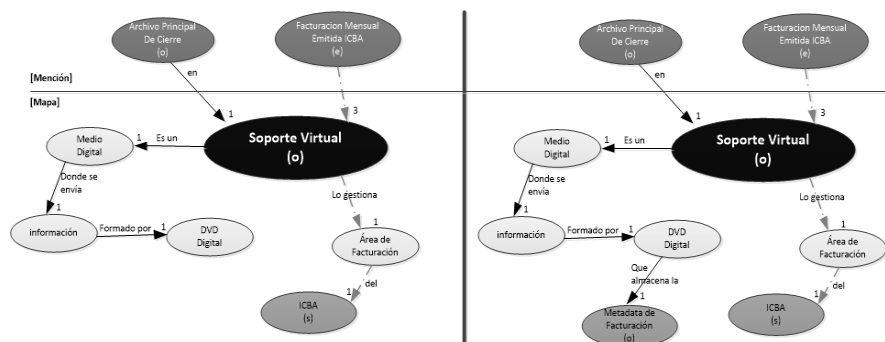 Archivo Principal
De Cierre
(o)
Facturacion Mensual
Emitida ICBA
(e)
en
[Mención]
[Mapa]
1
3
Soporte Virtual
(o)
Es un
1
Medio
Digital
Donde se
envía
1
información
Formado por
1
DVD
Digital
Lo gestiona
1
Área de
Facturación
del
1
ICBA
(s)
Archivo Principal
De Cierre
(o)
Facturacion Mensual
Emitida ICBA
(e)
en
1
3
Soporte Virtual
(o)
Es un
1
Medio
Digital
Donde se
envía
1
información
Formado por
1
DVD
Digital
Que
almacena la
1
Metadata de
Facturación
(o)
Lo gestiona
1
Área de
Facturación
del
1
ICBA
(s)